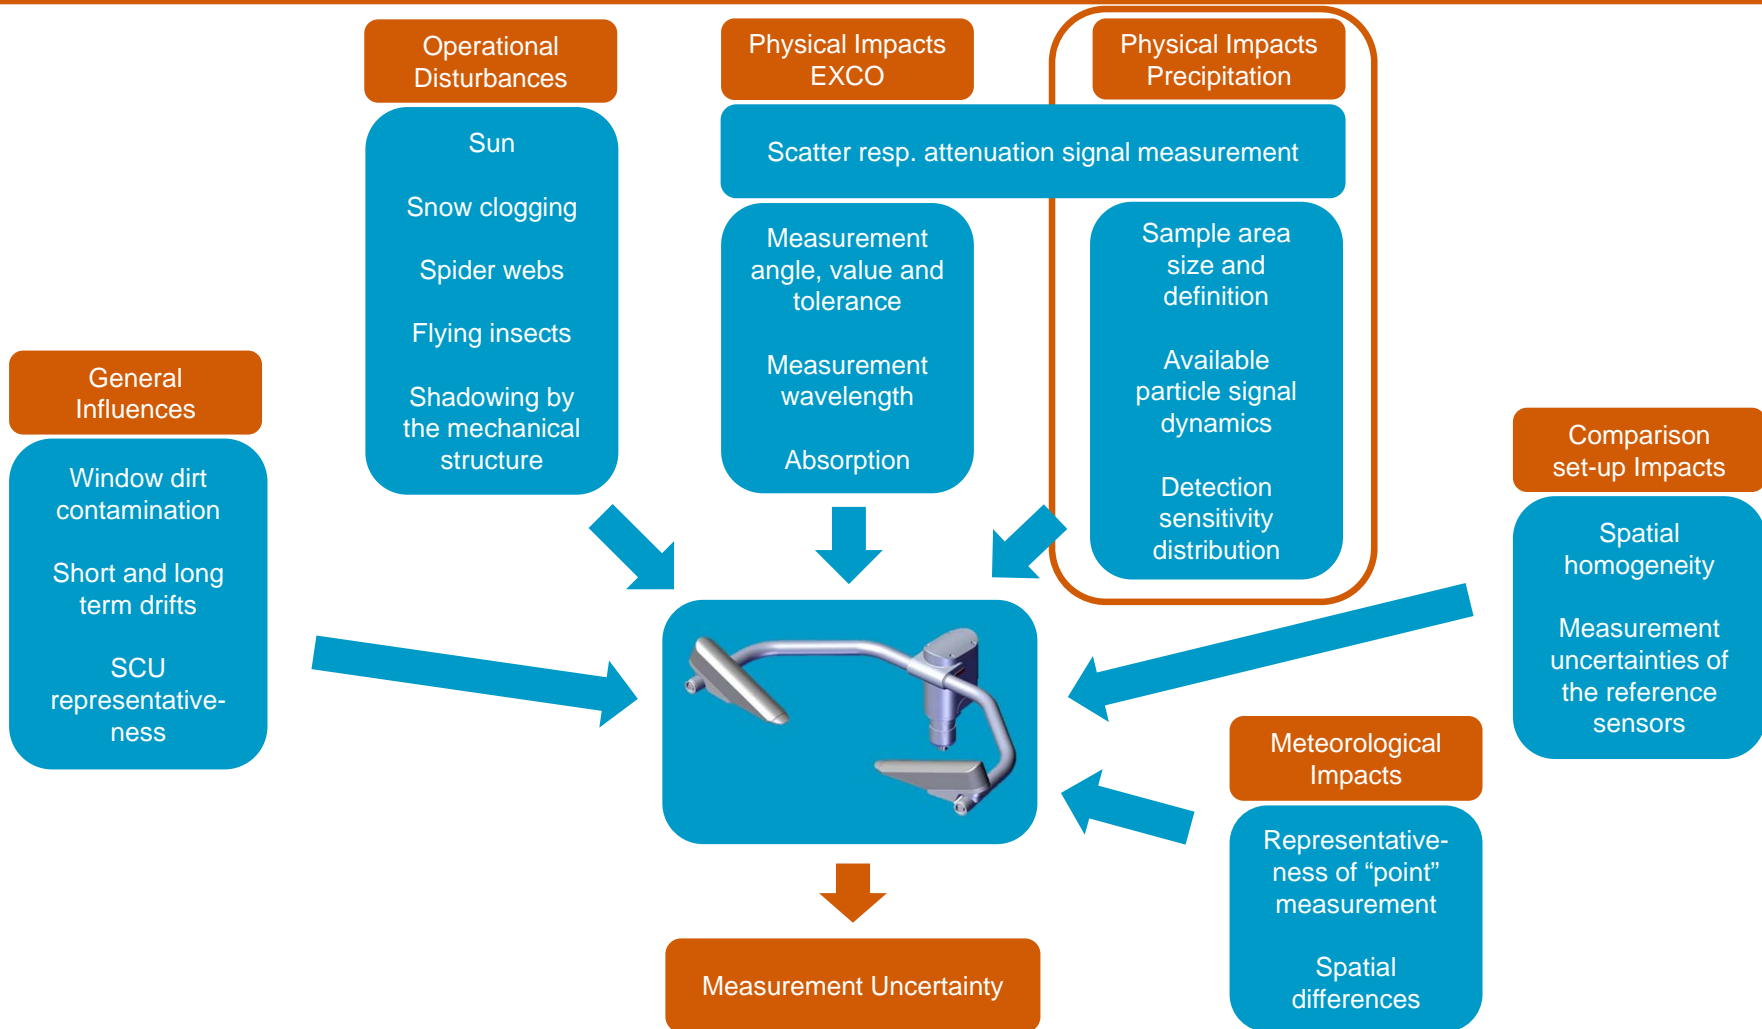 Operational
Disturbances
Sun
Snow clogging
Spider webs
Flying insects
Shadowing by
the mechanical
structure
Physical Impacts
EXCO
Physical Impacts
Precipitation
Scatter resp. attenuation signal measurement
Measurement
angle, value and
tolerance
Measurement
wavelength
Absorption
Sample area
size and
definition
Available
particle signal
dynamics
Detection
sensitivity
distribution
General
Influences
Window dirt
contamination
Short and long
term drifts
SCU
representative-
ness
Comparison
set-up Impacts
Spatial
homogeneity
Measurement
uncertainties of
the reference
sensors
Meteorological
Impacts
Representative-
ness of “point”
measurement
Spatial
differences
Measurement Uncertainty